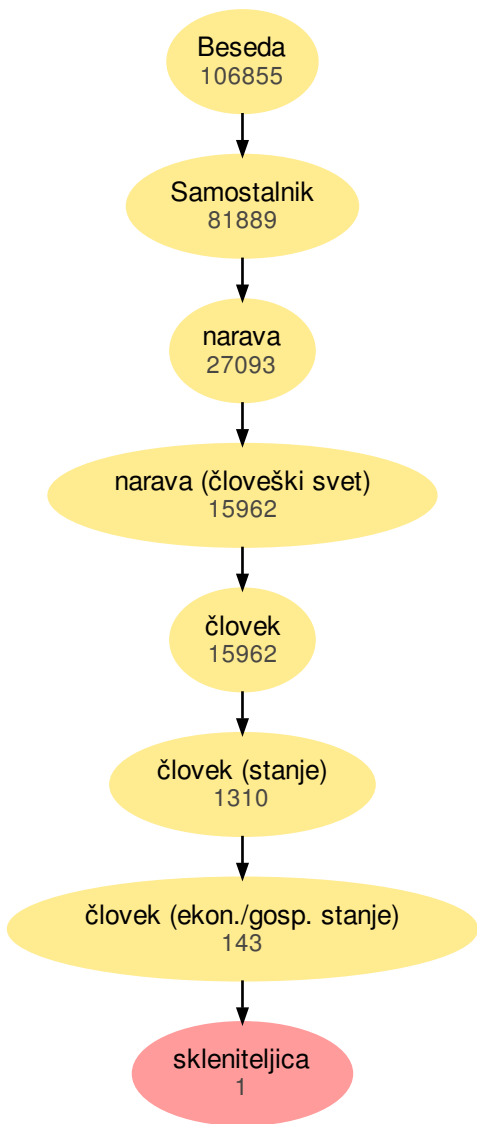 Beseda
106855
Samostalnik
81889
narava
27093
narava (človeški svet)
15962
človek
15962
človek (stanje)
1310
človek (ekon./gosp. stanje)
143
skleniteljica
1